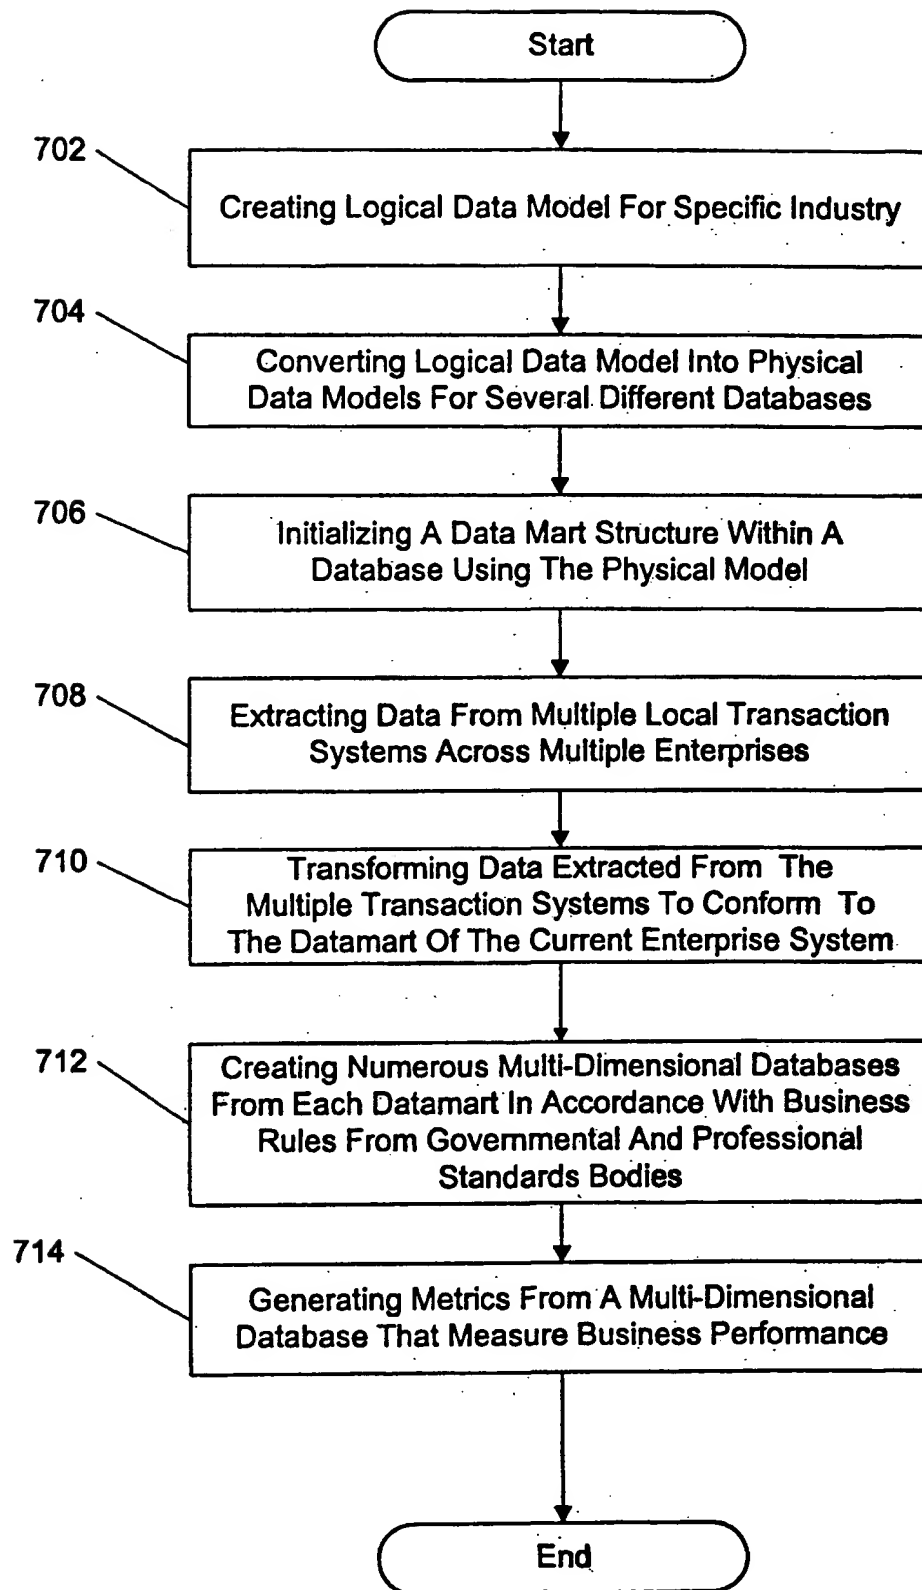 Start
702
Creating Logical Data Model For Specific Industry
704
Converting Logical Data Model Into Physical
Data Models For Several Different Databases
706
Initializing A Data Mart Structure Within A
Database Using The Physical Model
708
Extracting Data From Multiple Local Transaction
Systems Across Multiple Enterprises
710
Transforming Data Extracted From The
Multiple Transaction Systems To Conform To
The Datamart Of The Current Enterprise System
712
Creating Numerous Multi-Dimensional Databases
From Each Datamart In Accordance With Business
Rules From Governmental And Professional
Standards Bodies
714
Generating Metrics From A Multi-Dimensional
Database That Measure Business Performance
End